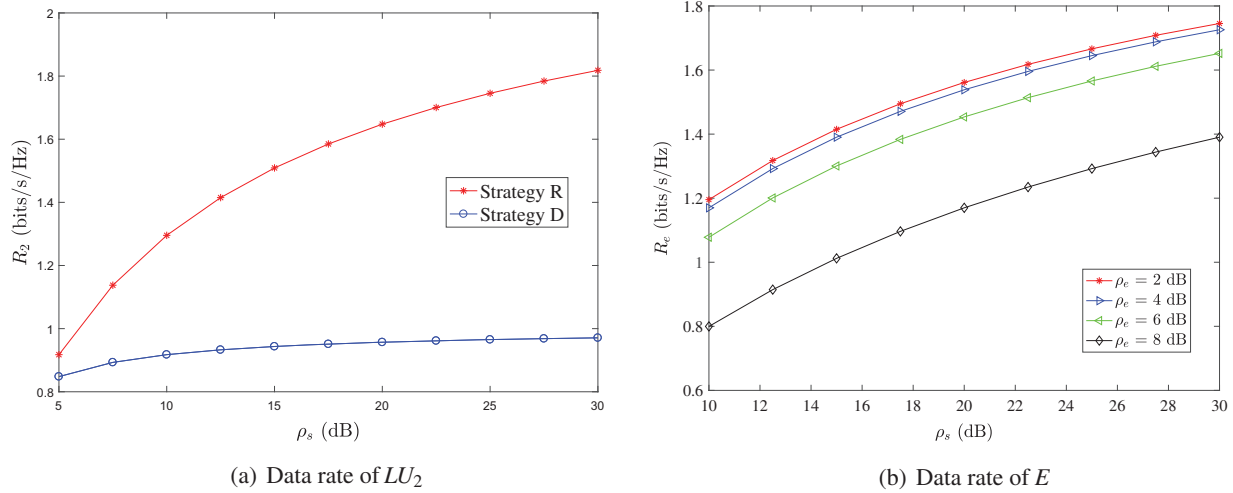 2
1.8
1.6
1.4
1.2
1
0.8
R₂ (bits/s/Hz)
Strategy R
Strategy D
5 10 15 20 25 30
ρₛ (dB)
(a) Data rate of LU₂
1.8
1.6
1.4
1.2
1
0.8
0.6
Rₑ (bits/s/Hz)
ρₑ = 2 dB
ρₑ = 4 dB
ρₑ = 6 dB
ρₑ = 8 dB
10 12 14 16 18 20 22 24 26 28 30
ρₛ (dB)
(b) Data rate of E